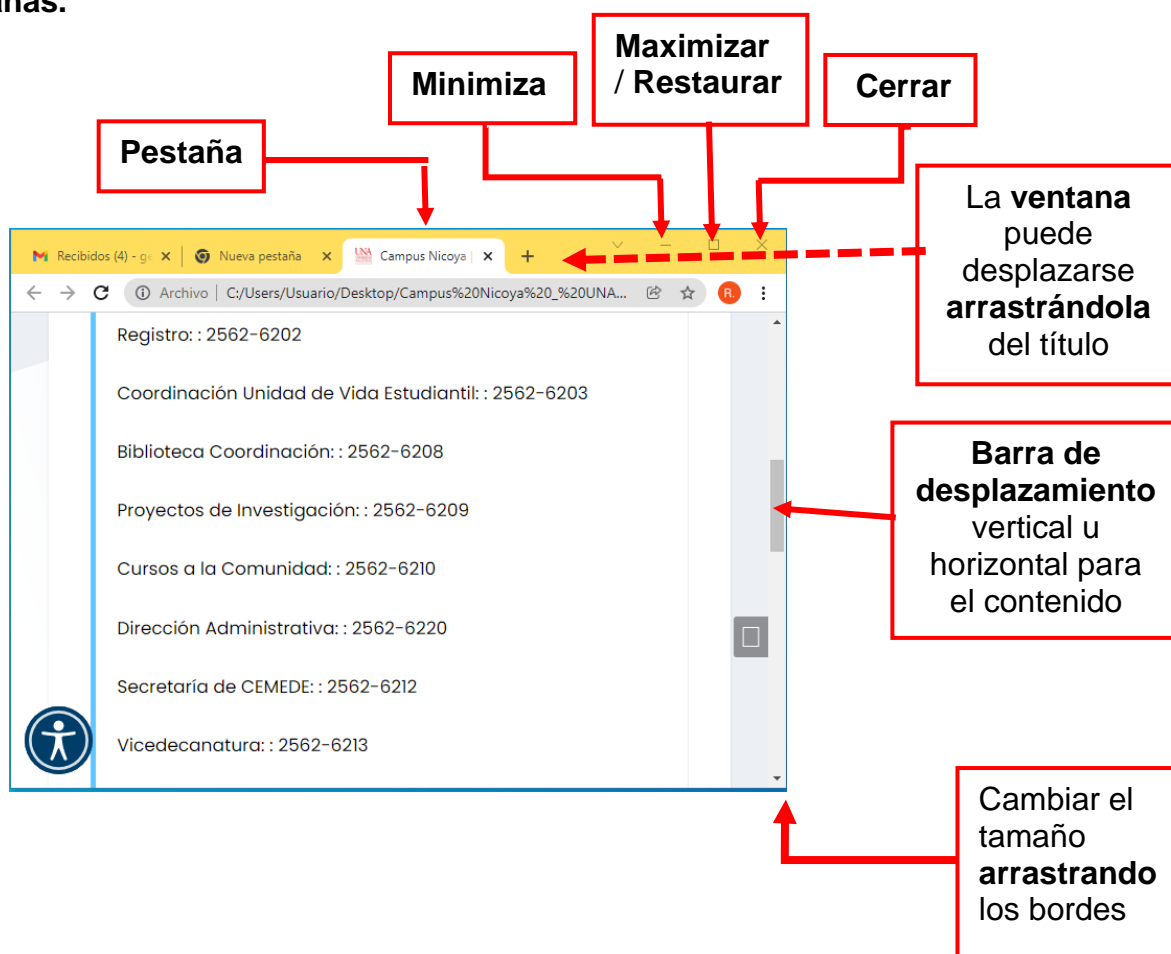 anas.
Maximizar
/ Restaurar
Minimiza
Cerrar
Pestaña
La ventana
puede
desplazarse
arrastrándola
del título
Recibidos (4) - ge
Nueva pestaña
UNA
Campus Nicoya |
Archivo | C:/Users/Usuario/Desktop/Campus%20Nicoya%20_%20UNA...
R.
Registro: : 2562-6202
Coordinación Unidad de Vida Estudiantil: : 2562-6203
Biblioteca Coordinación: : 2562-6208
Proyectos de Investigación: : 2562-6209
Cursos a la Comunidad: : 2562-6210
Dirección Administrativa: : 2562-6220
Secretaría de CEMEDE: : 2562-6212
Vicedecanatura: : 2562-6213
Barra de
desplazamiento
vertical u
horizontal para
el contenido
Cambiar el
tamaño
arrastrando
los bordes